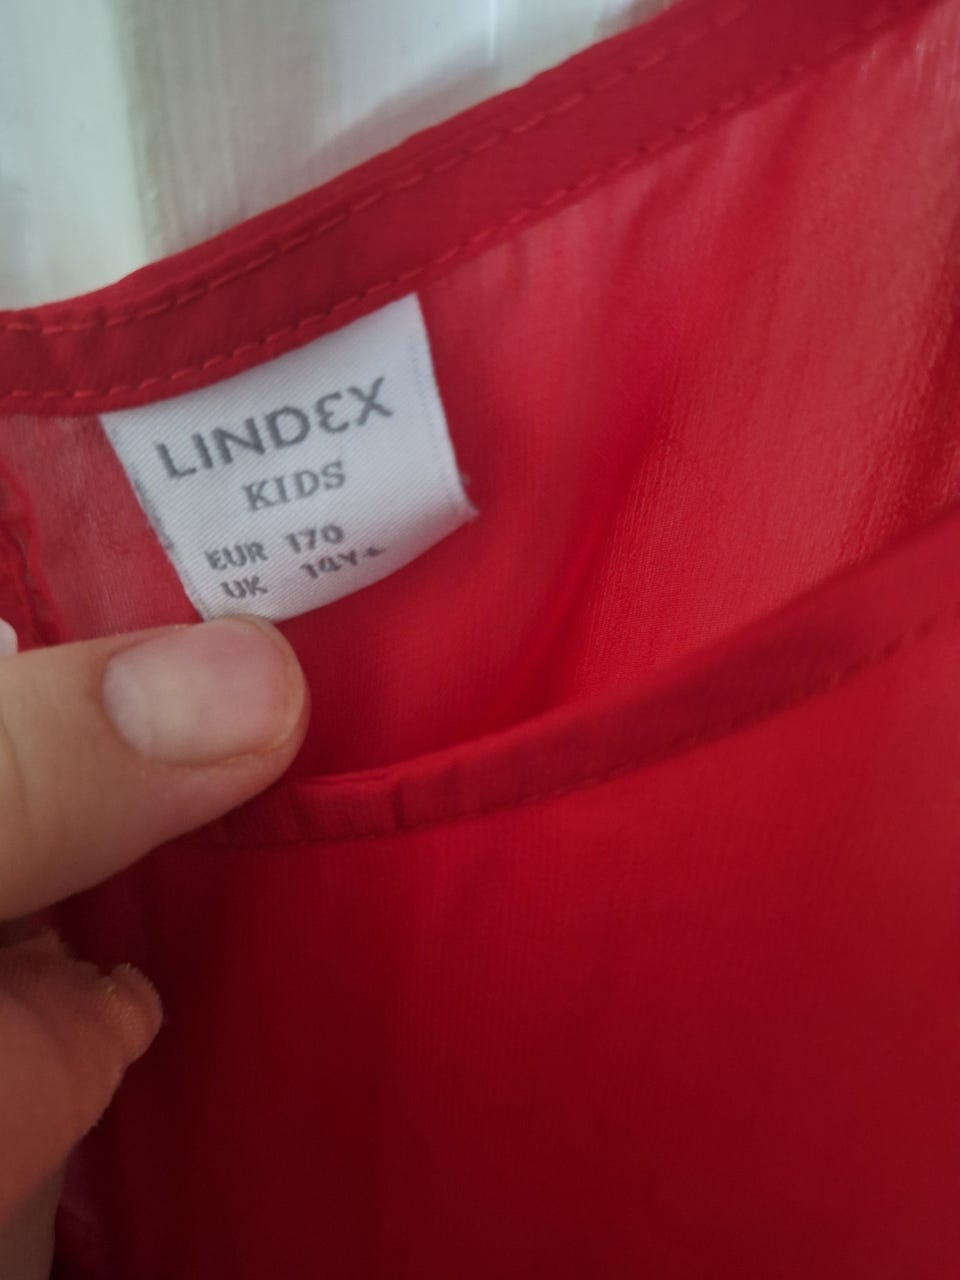 LINDEX
KIDS
EUR 170
UK 14Y+